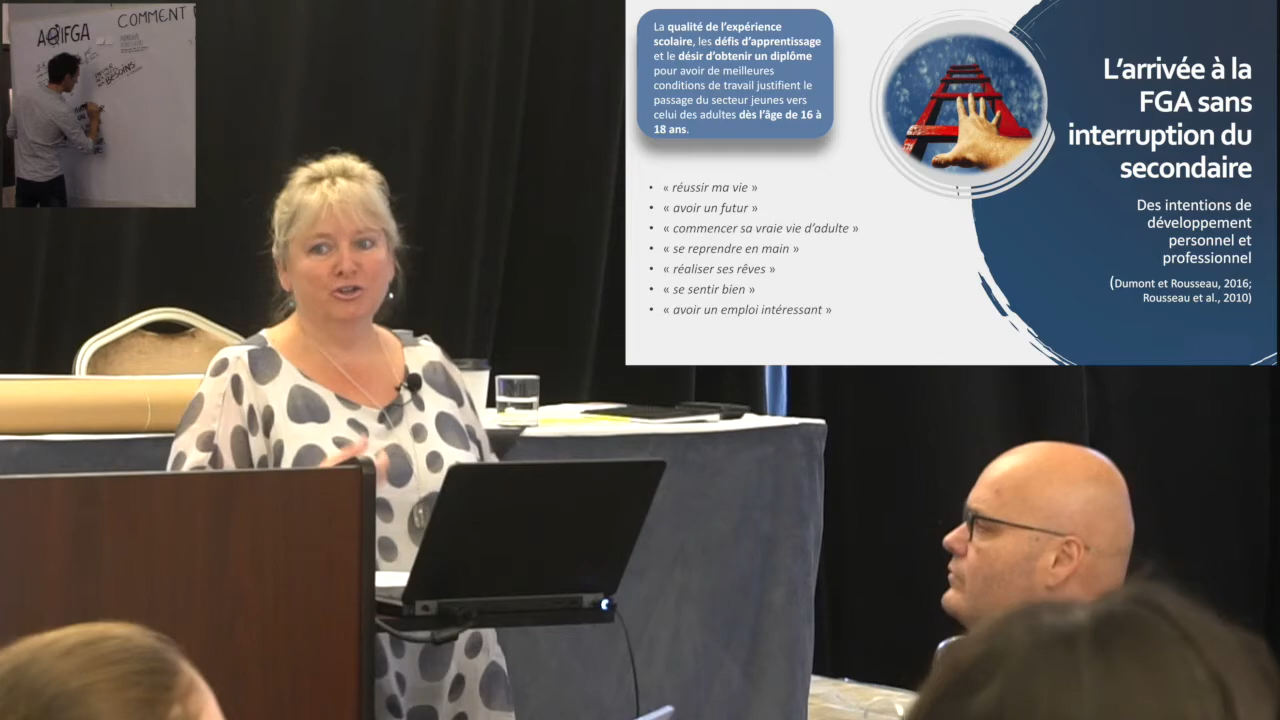 AQIFGA
COMMENT
BESOINS
La qualité de l'expérience
scolaire, les défis d'apprentissage
et le désir d'obtenir un diplôme
pour avoir de meilleures
conditions de travail justifient le
passage du secteur jeunes vers
celui des adultes dès l'âge de 16 à
18 ans.
• « réussir ma vie »
• « avoir un futur »
• « commencer sa vraie vie d'adulte »
• « se reprendre en main »
• « réaliser ses rêves »
• « se sentir bien »
• « avoir un emploi intéressant »
L'arrivée à la
FGA sans
interruption du
secondaire
Des intentions de
développement
personnel et
professionnel
(Dumont et Rousseau, 2016;
Rousseau et al., 2010)